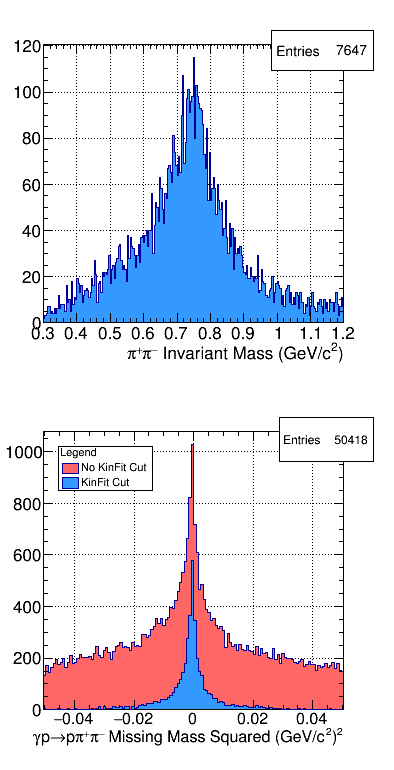 Entries 7647
120
100
80
60
40
20
0
0.3 0.4 0.5 0.6 0.7 0.8 0.9 1 1.1 1.2
π⁺π⁻ Invariant Mass (GeV/c²)
Entries 50418
Legend
No KinFit Cut
KinFit Cut
1000
800
600
400
200
0
−0.04 −0.02 0 0.02 0.04
γp→pπ⁺π⁻ Missing Mass Squared (GeV/c²)²